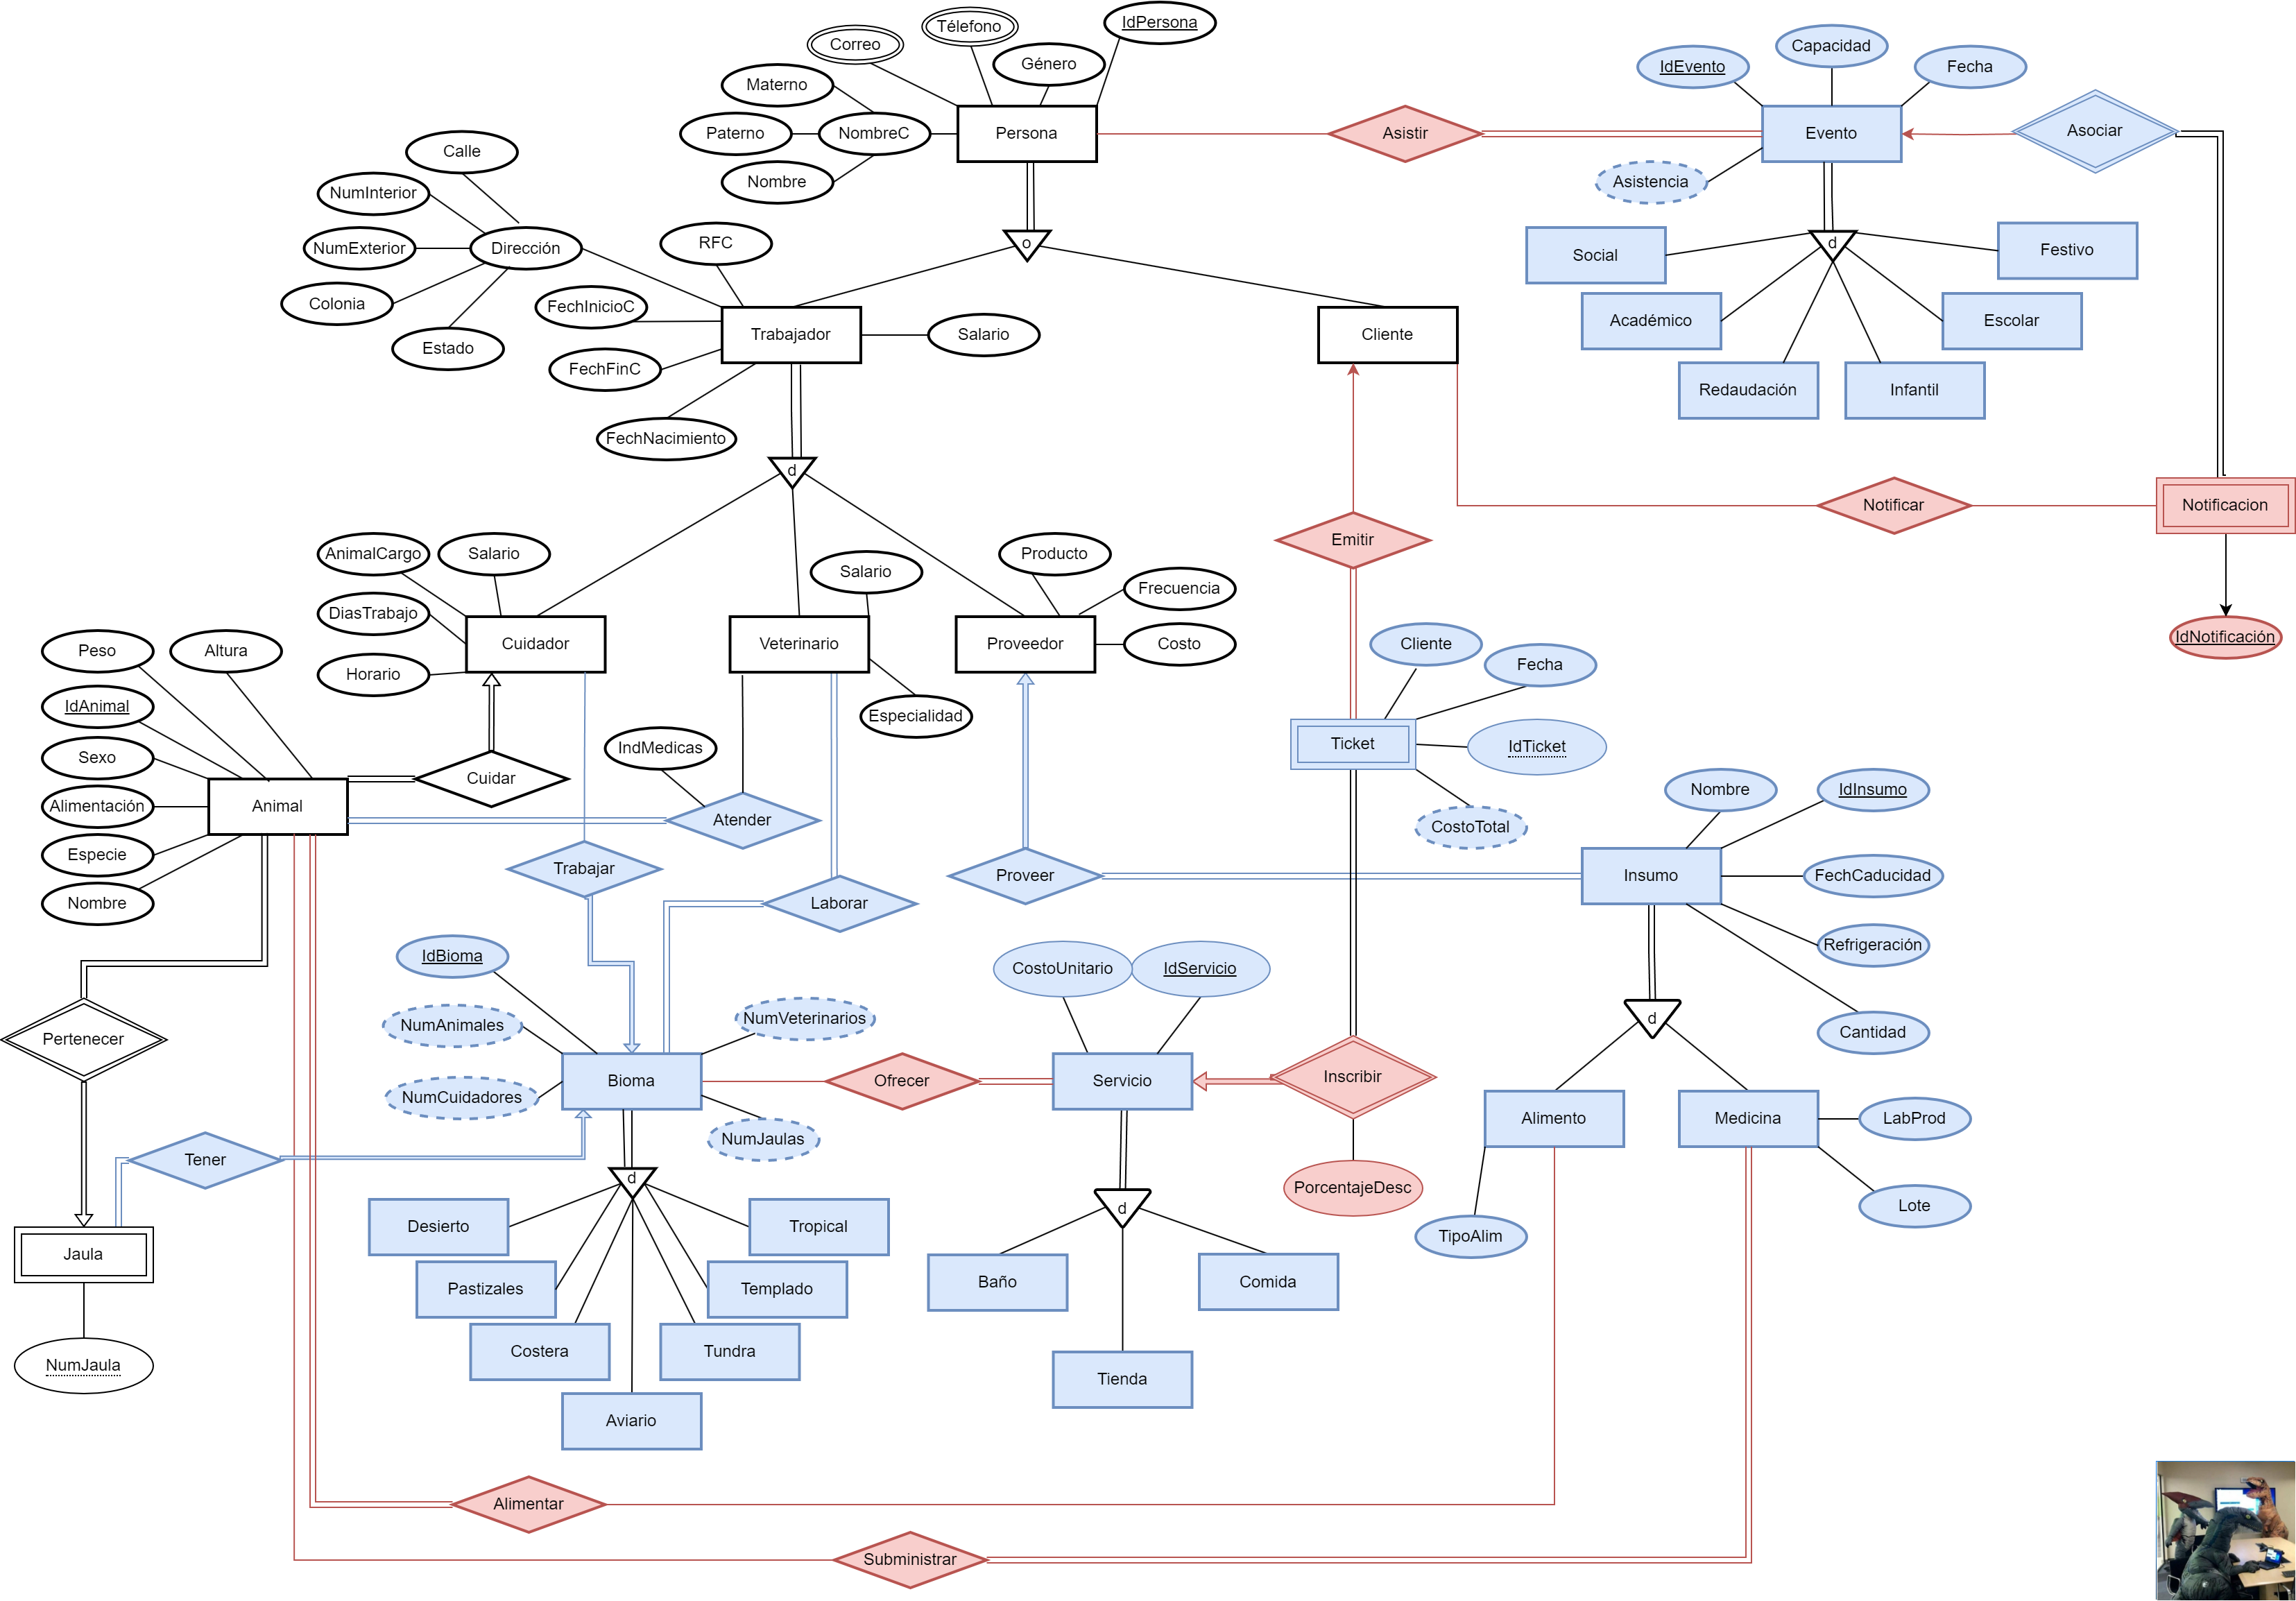 IdPersona
Télefono
Correo
Género
Materno
Paterno
NombreC
Nombre
Persona
Asistir
IdEvento
Capacidad
Fecha
Evento
Asociar
Asistencia
Calle
NumInterior
NumExterior
Dirección
Colonia
Estado
RFC
FechInicioC
FechFinC
FechNacimiento
Trabajador
Salario
o
Cliente
d
Social
Festivo
Académico
Escolar
Redaudación
Infantil
d
Notificar
Notificacion
IdNotificación
Emitir
AnimalCargo
Salario
DiasTrabajo
Horario
Cuidador
Salario
Veterinario
Especialidad
Producto
Frecuencia
Costo
Proveedor
Peso
Altura
IdAnimal
Sexo
Alimentación
Especie
Nombre
Animal
Cuidar
IndMedicas
Atender
Trabajar
Laborar
Proveer
Cliente
Fecha
Ticket
IdTicket
CostoTotal
Nombre
IdInsumo
Insumo
FechCaducidad
Refrigeración
Cantidad
d
Alimento
Medicina
LabProd
Lote
TipoAlim
Pertenecer
Tener
Jaula
NumJaula
IdBioma
NumAnimales
NumVeterinarios
NumCuidadores
NumJaulas
Bioma
Ofrecer
CostoUnitario
IdServicio
Servicio
Inscribir
PorcentajeDesc
d
Desierto
Tropical
Pastizales
Templado
Costera
Tundra
Aviario
d
Baño
Comida
Tienda
Alimentar
Subministrar